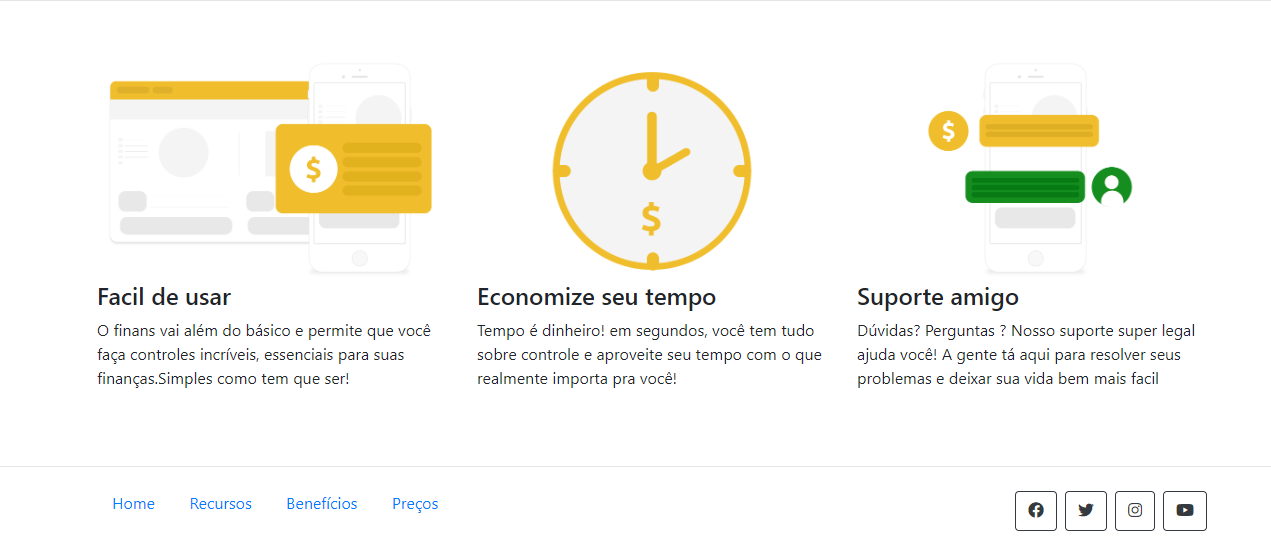 $
$
$
Facil de usar
O finans vai além do básico e permite que você
faça controles incríveis, essenciais para suas
finanças.Simples como tem que ser!
Economize seu tempo
Tempo é dinheiro! em segundos, você tem tudo
sobre controle e aproveite seu tempo com o que
realmente importa pra você!
Suporte amigo
Dúvidas? Perguntas ? Nosso suporte super legal
ajuda você! A gente tá aqui para resolver seus
problemas e deixar sua vida bem mais facil
Home Recursos Benefícios Preços